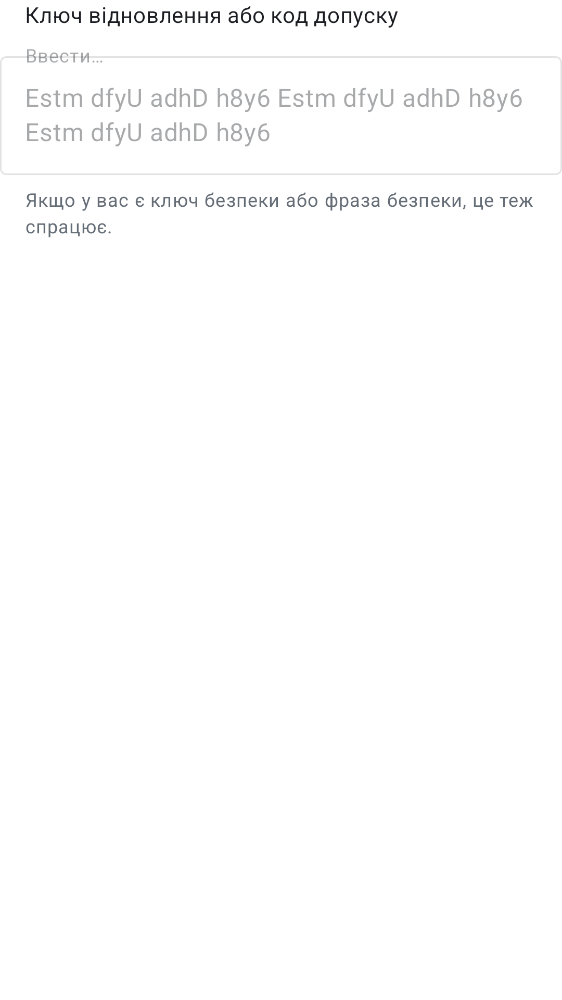 Ключ відновлення або код допуску
Ввести...
Estm dfyU adhD h8y6 Estm dfyU adhD h8y6
Estm dfyU adhD h8y6
Якщо у вас є ключ безпеки або фраза безпеки, це теж
спрацює.